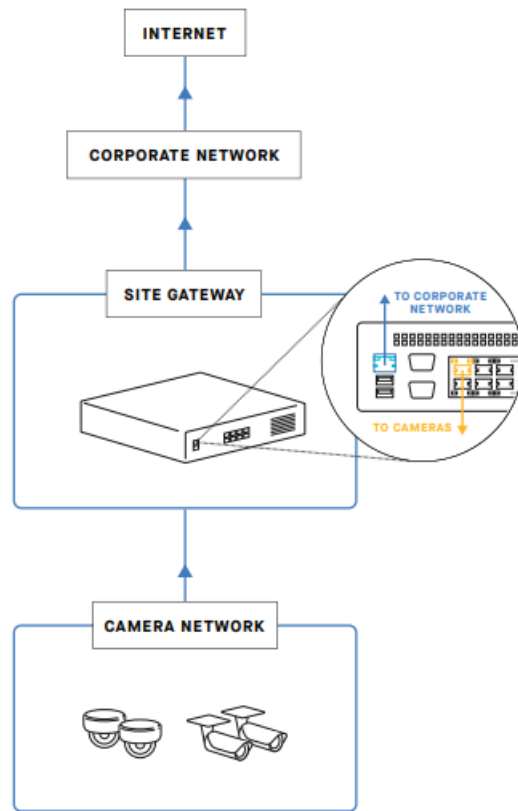 INTERNET
CORPORATE NETWORK
SITE GATEWAY
TO CORPORATE
NETWORK
TO CAMERAS
CAMERA NETWORK